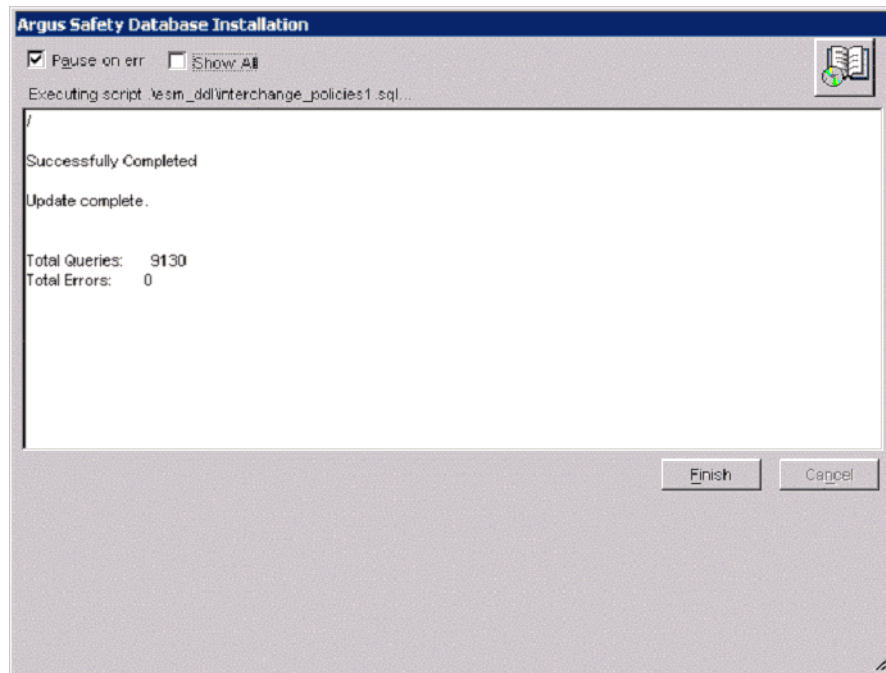 Argus Safety Database Installation
Pause on err Show All
Executing script .\esm_ddl\interchange_policies1.sql...
/
Successfully Completed
Update complete.
Total Queries: 9130
Total Errors: 0
Finish Cancel